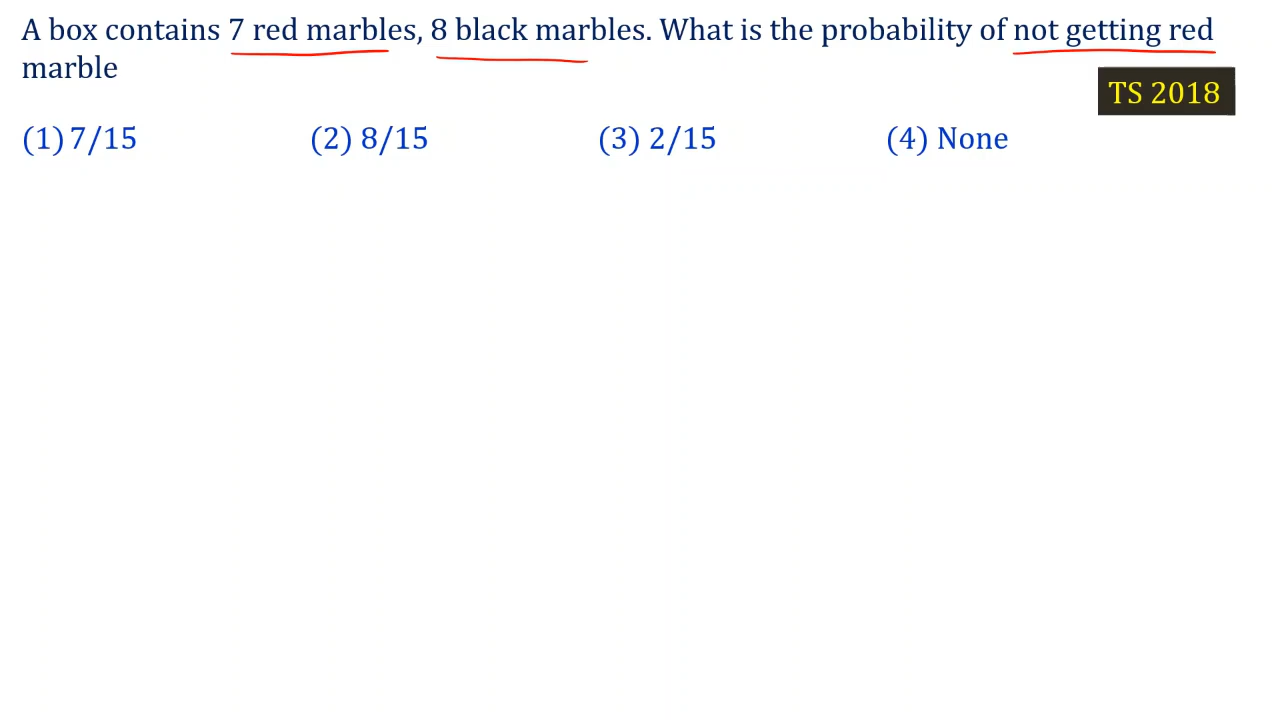 A box contains 7 red marbles, 8 black marbles. What is the probability of not getting red
marble
TS 2018
(1) 7/15 (2) 8/15 (3) 2/15 (4) None